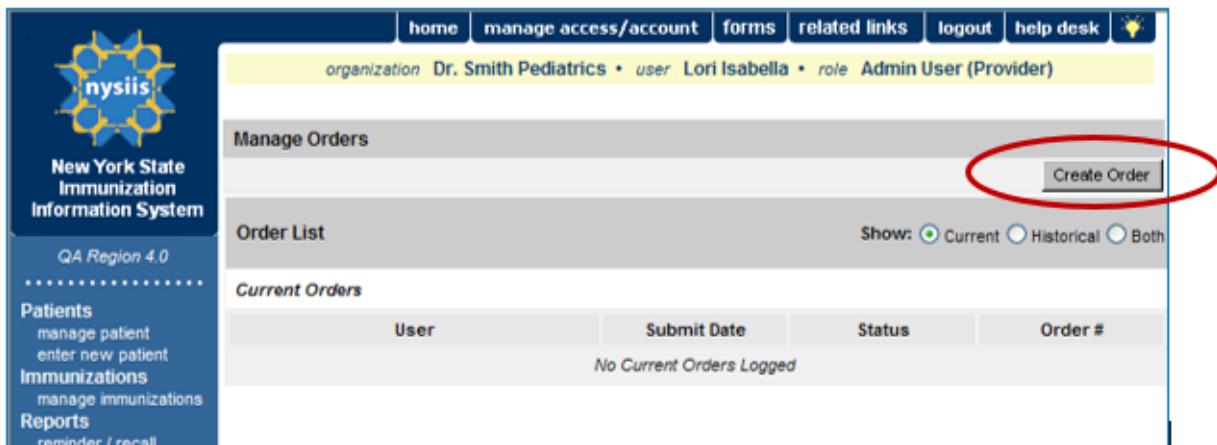 home manage access/account forms related links logout help desk
organization Dr. Smith Pediatrics • user Lori Isabella • role Admin User (Provider)
nysiis
New York State
Immunization
Information System
QA Region 4.0
Patients
manage patient
enter new patient
Immunizations
manage immunizations
Reports
reminder / recall
Manage Orders
Create Order
Order List Show: Current Historical Both
Current Orders
User Submit Date Status Order #
No Current Orders Logged